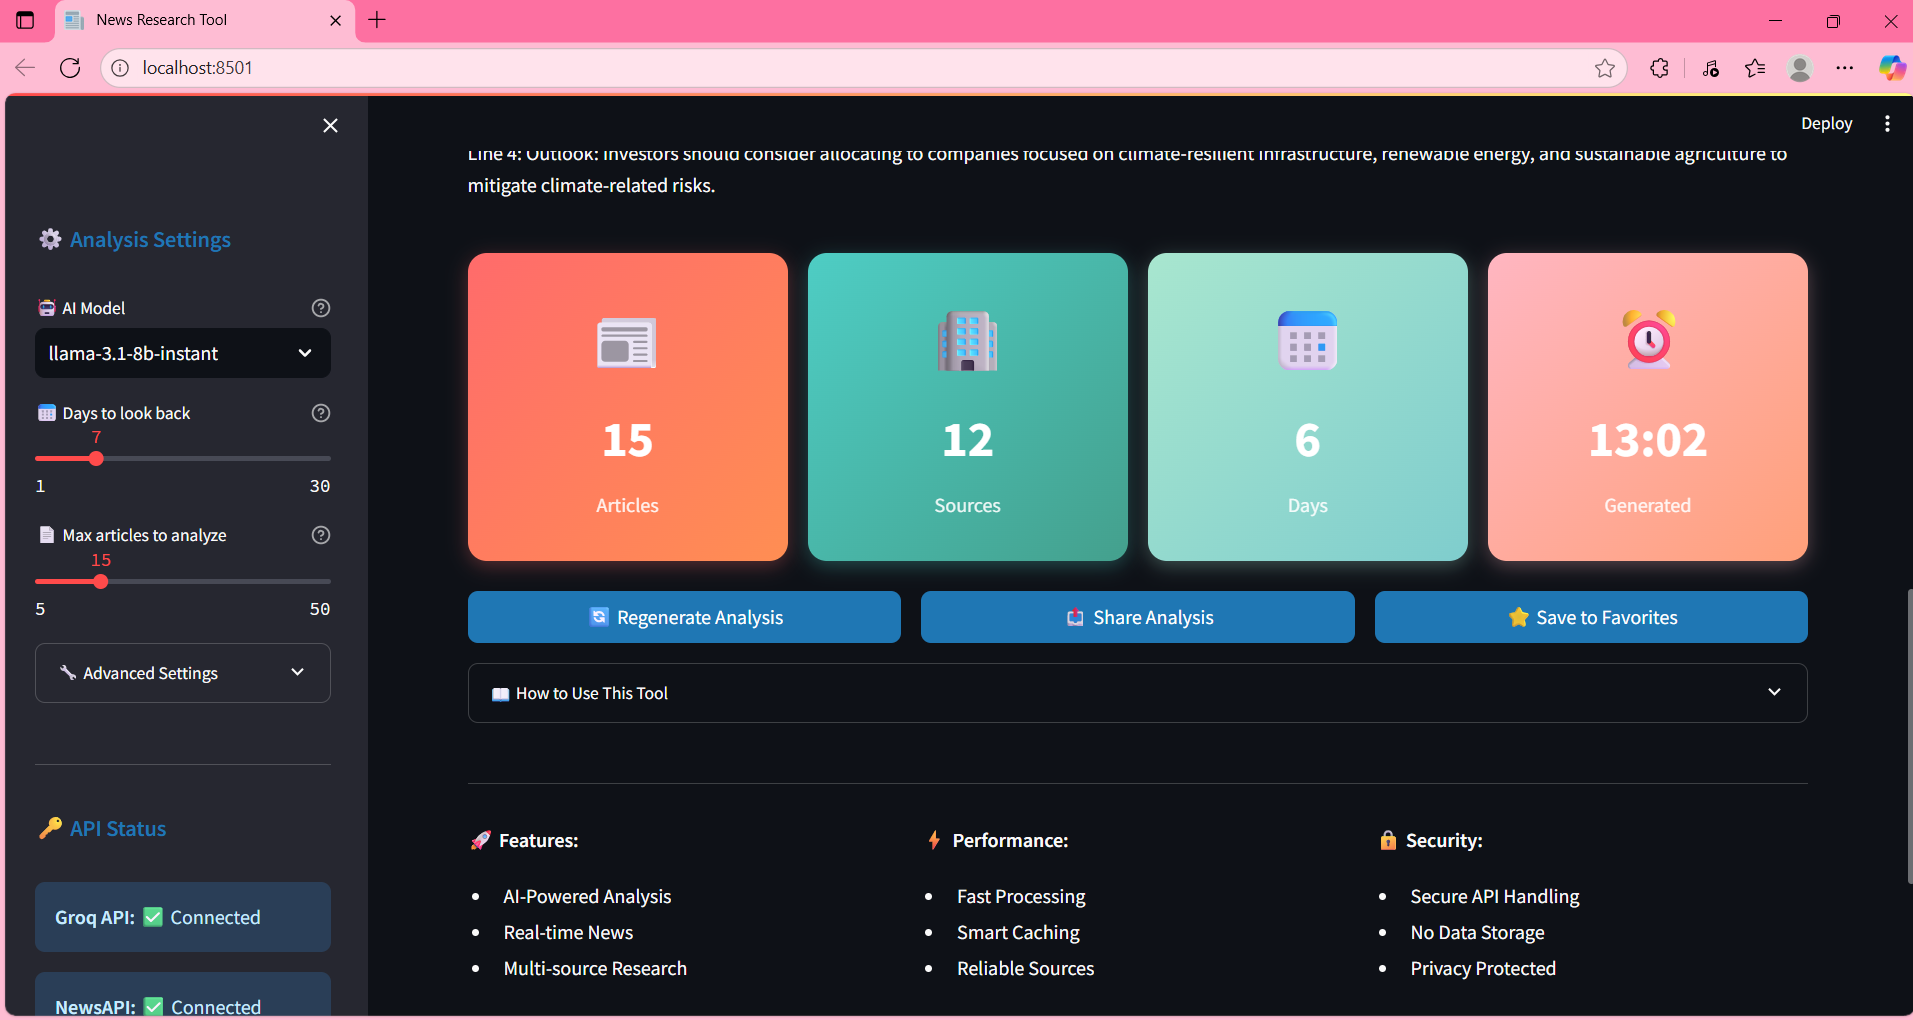 News Research Tool
localhost:8501
Deploy
Analysis Settings
AI Model
llama-3.1-8b-instant
Days to look back
7
1 30
Max articles to analyze
15
5 50
Advanced Settings
API Status
Groq API: ✅ Connected
NewsAPI: ✅ Connected
Line 4: Outlook: Investors should consider allocating to companies focused on climate-resilient infrastructure, renewable energy, and sustainable agriculture to
mitigate climate-related risks.
15
Articles
12
Sources
6
Days
13:02
Generated
Regenerate Analysis
Share Analysis
Save to Favorites
How to Use This Tool
Features:
• AI-Powered Analysis
• Real-time News
• Multi-source Research
Performance:
• Fast Processing
• Smart Caching
• Reliable Sources
Security:
• Secure API Handling
• No Data Storage
• Privacy Protected